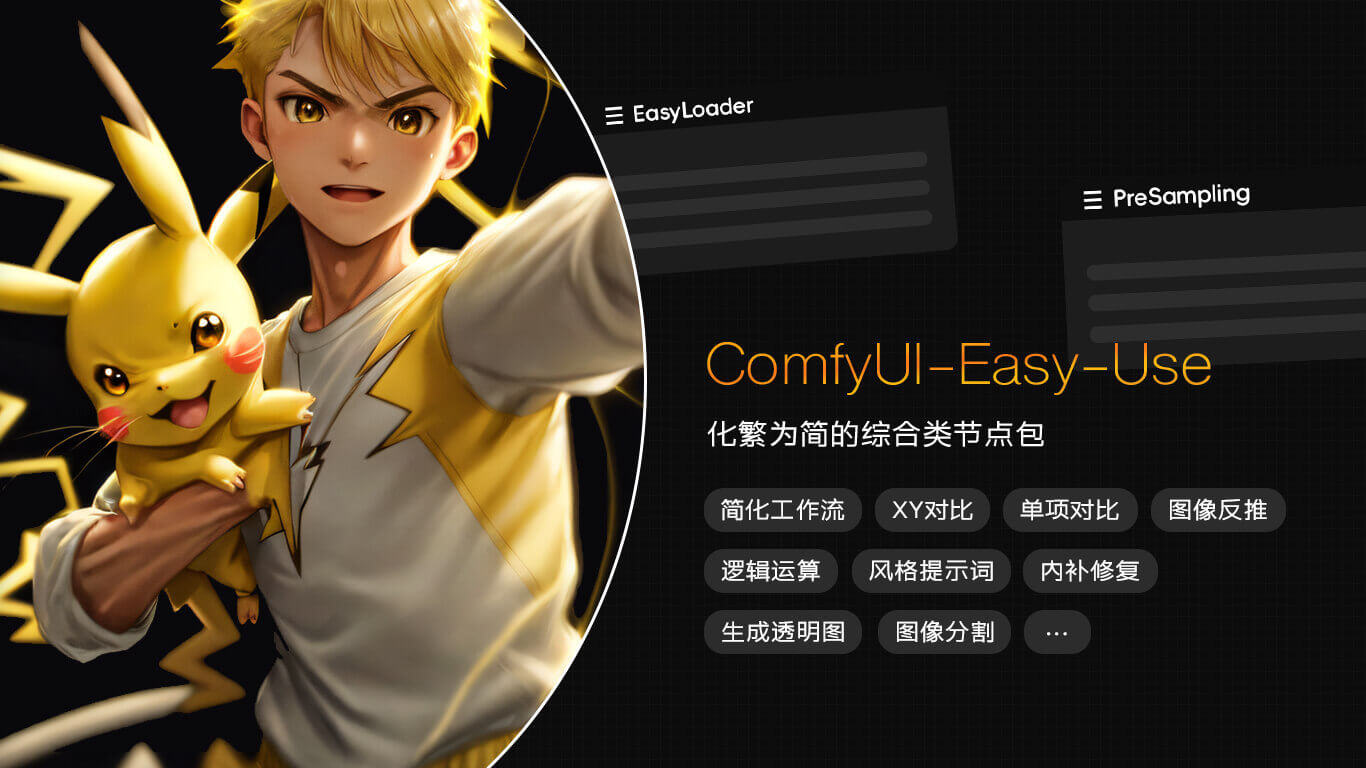 EasyLoader
PreSampling
ComfyUI-Easy-Use
化繁为简的综合类节点包
简化工作流 XY对比 单项对比 图像反推
逻辑运算 风格提示词 内补修复
生成透明图 图像分割 ···